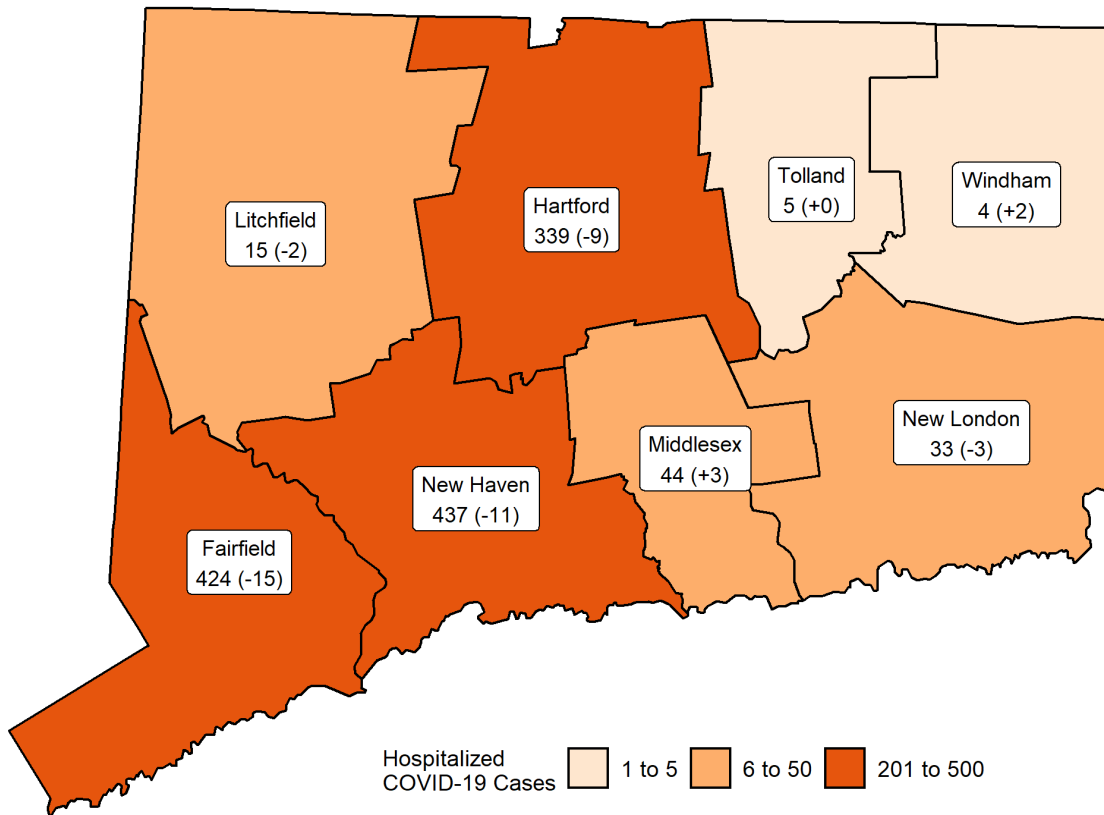 Tolland
5 (+0)
Windham
4 (+2)
Litchfield
15 (-2)
Hartford
339 (-9)
New London
33 (-3)
Middlesex
44 (+3)
New Haven
437 (-11)
Fairfield
424 (-15)
Hospitalized
COVID-19 Cases
1 to 5
6 to 50
201 to 500